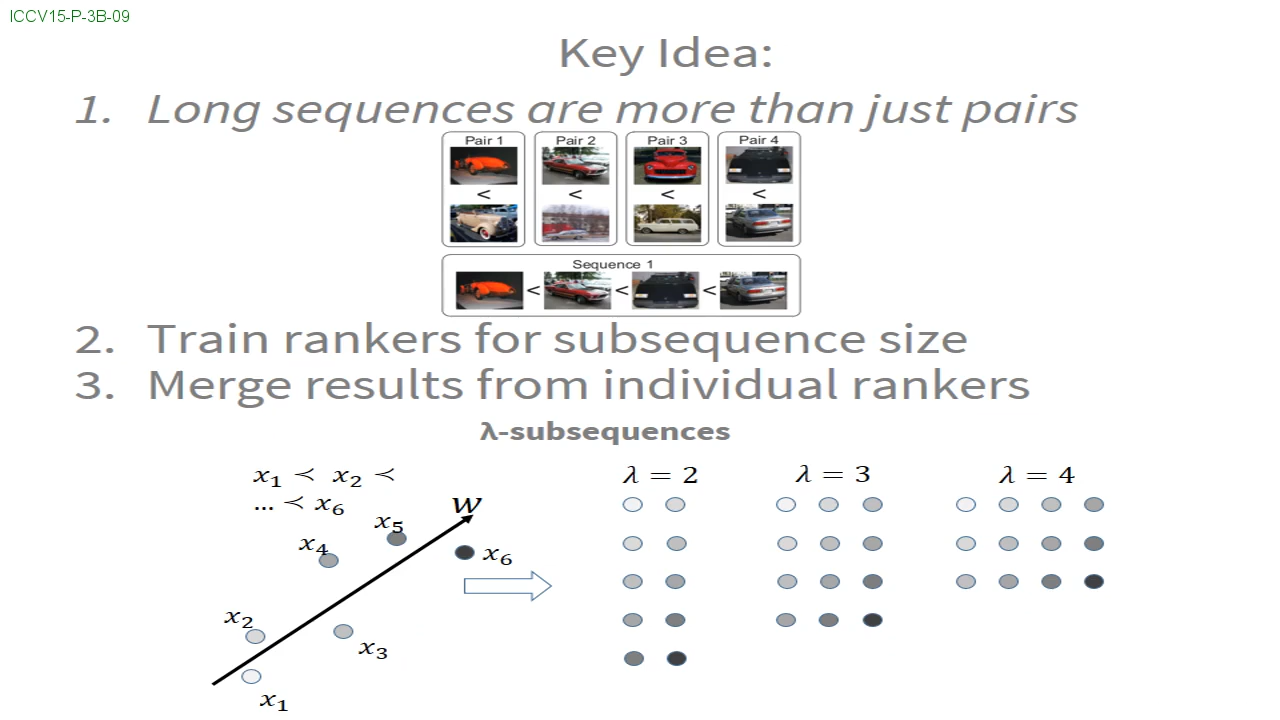 ICCV15-P-3B-09
Key Idea:
1. Long sequences are more than just pairs
Pair 1 Pair 2 Pair 3 Pair 4
< < < <
Sequence 1
< < <
2. Train rankers for subsequence size
3. Merge results from individual rankers
λ-subsequences
x₁ ≺ x₂ ≺
... ≺ x₆
w
x₅
x₄
x₆
x₂
x₃
x₁
λ = 2 λ = 3 λ = 4